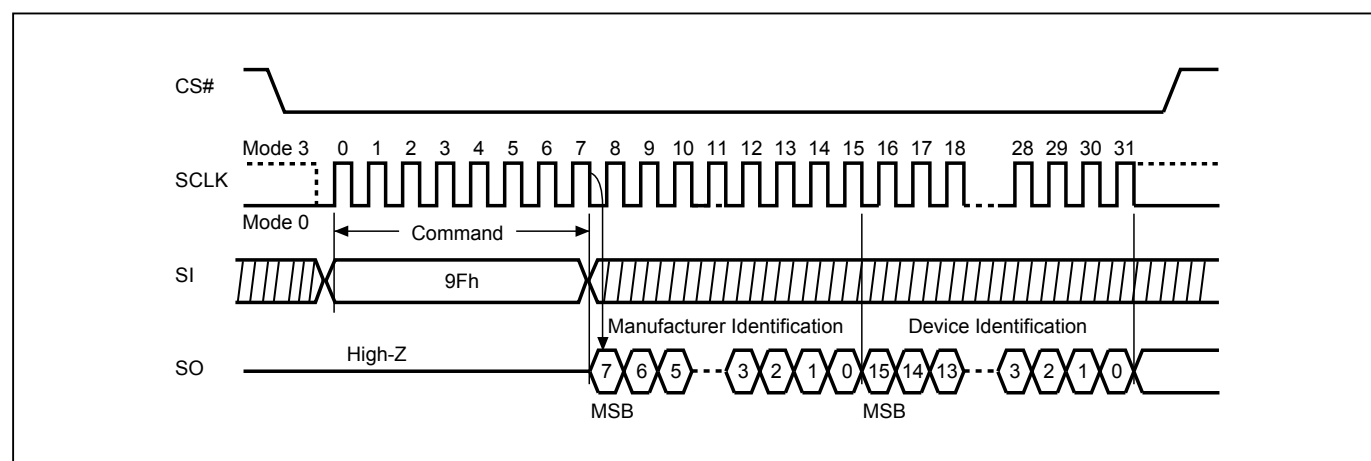 CS#
Mode 3 0 1 2 3 4 5 6 7 8 9 10 11 12 13 14 15 16 17 18 28 29 30 31
SCLK
Mode 0
Command
SI 9Fh
Manufacturer Identification Device Identification
High-Z
SO 7 6 5 3 2 1 0 15 14 13 3 2 1 0
MSB MSB